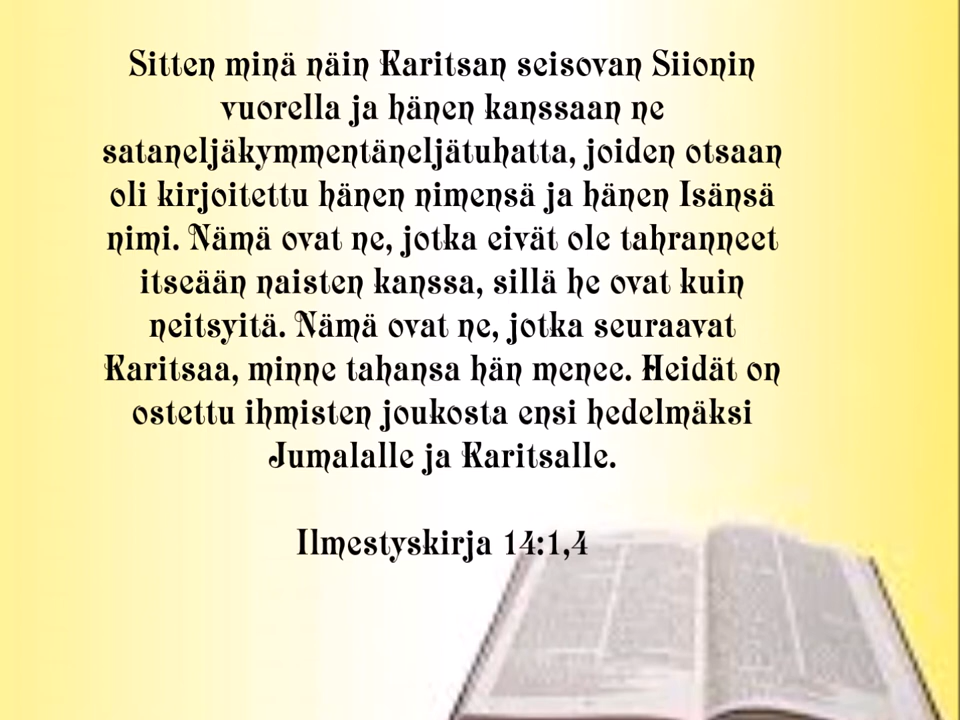 Sitten minä näin Karitsan seisovan Siionin
vuorella ja hänen kanssaan ne
sataneljäkymmentäneljätuhatta, joiden otsaan
oli kirjoitettu hänen nimensä ja hänen Isänsä
nimi. Nämä ovat ne, jotka eivät ole tahranneet
itseään naisten kanssa, sillä he ovat kuin
neitsyitä. Nämä ovat ne, jotka seuraavat
Karitsaa, minne tahansa hän menee. Heidät on
ostettu ihmisten joukosta ensi hedelmäksi
Jumalalle ja Karitsalle.
Ilmestyskirja 14:1,4